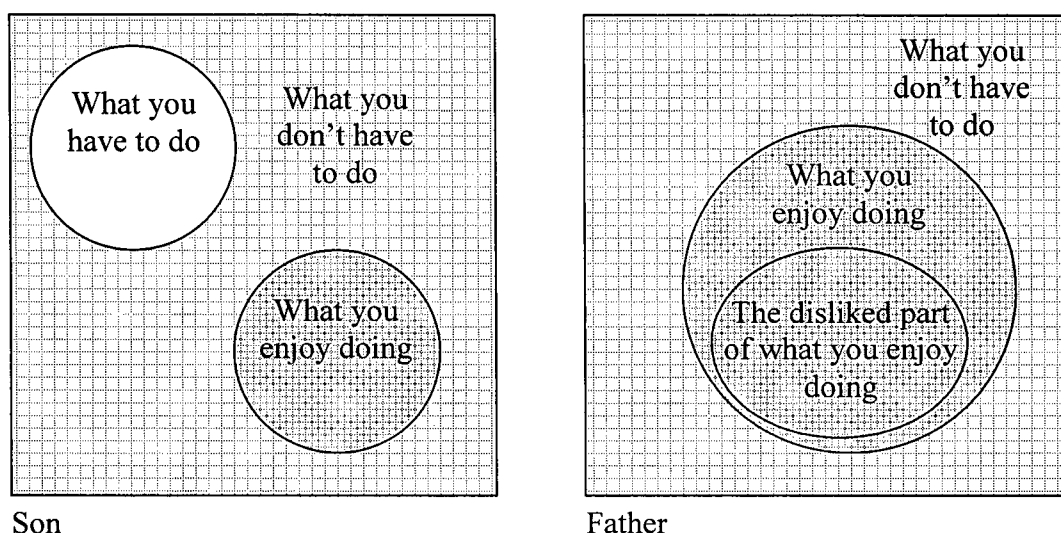 What you
have to do
What you
don't have
to do
What you
enjoy doing
Son
What you
don't have
to do
What you
enjoy doing
The disliked part
of what you enjoy
doing
Father